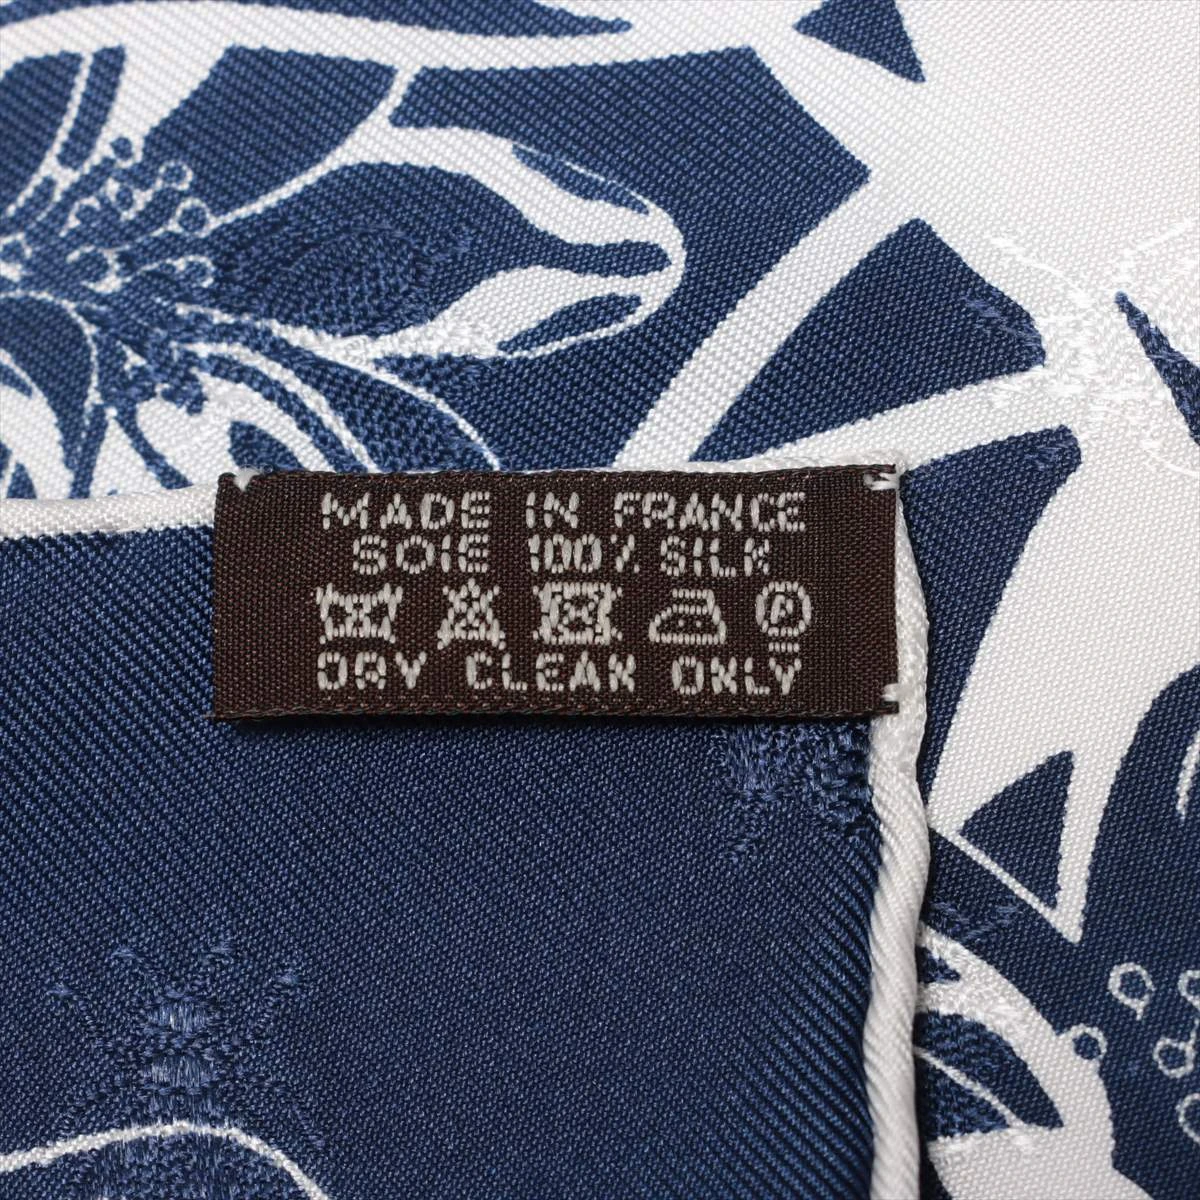 MADE IN FRANCE
SOIE 100% SILK
P
DRY CLEAN ONLY